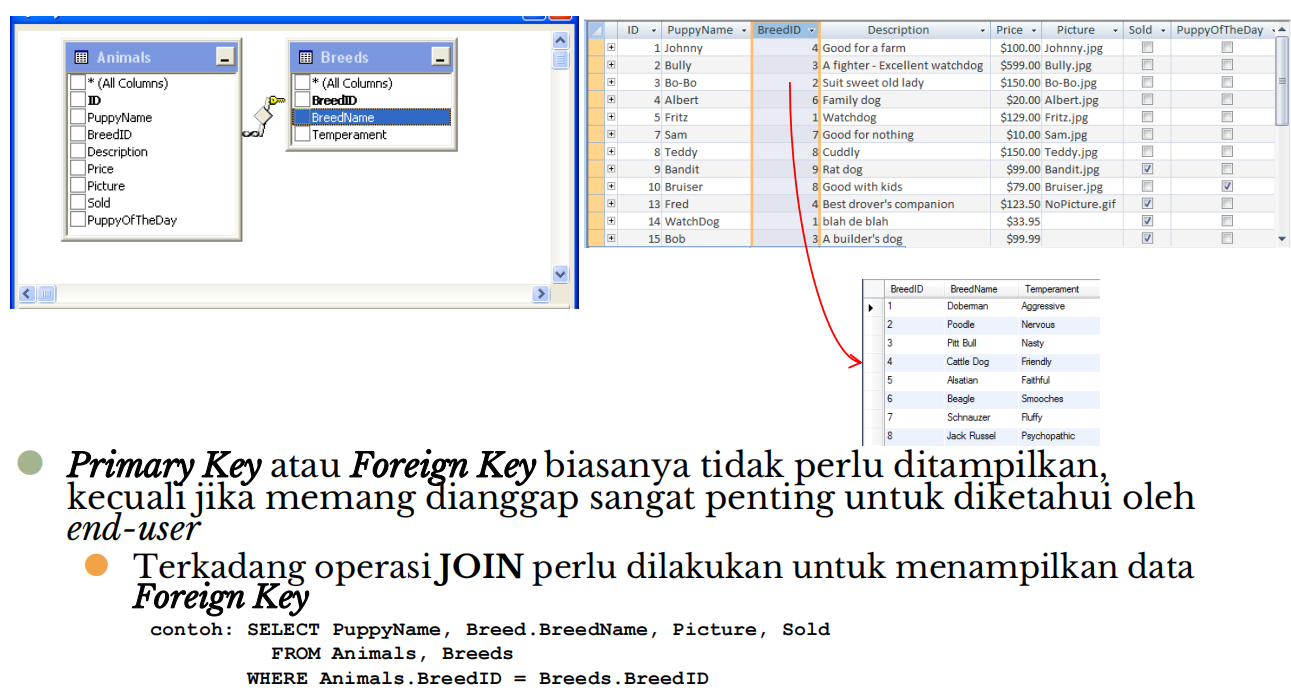 Animals
* (All Columns)
ID
PuppyName
BreedID
Description
Price
Picture
Sold
PuppyOfTheDay
Breeds
* (All Columns)
BreedID
BreedName
Temperament
ID PuppyName BreedID Description Price Picture Sold PuppyOfTheDay
1 Johnny 4 Good for a farm $100.00 Johnny.jpg
2 Bully 3 A fighter - Excellent watchdog $599.00 Bully.jpg
3 Bo-Bo 2 Suit sweet old lady $150.00 Bo-Bo.jpg
4 Albert 6 Family dog $20.00 Albert.jpg
5 Fritz 1 Watchdog $129.00 Fritz.jpg
7 Sam 7 Good for nothing $10.00 Sam.jpg
8 Teddy 8 Cuddly $150.00 Teddy.jpg
9 Bandit 9 Rat dog $99.00 Bandit.jpg
10 Bruiser 8 Good with kids $79.00 Bruiser.jpg
13 Fred 4 Best drover's companion $123.50 NoPicture.gif
14 WatchDog 1 blah de blah $33.95
15 Bob 3 A builder's dog $99.99
BreedID BreedName Temperament
1 Doberman Aggressive
2 Poodle Nervous
3 Pitt Bull Nasty
4 Cattle Dog Friendly
5 Alsatian Faithful
6 Beagle Smooches
7 Schnauzer Fluffy
8 Jack Russel Psychopathic
Primary Key atau Foreign Key biasanya tidak perlu ditampilkan,
kecuali jika memang dianggap sangat penting untuk diketahui oleh
end-user
Terkadang operasi JOIN perlu dilakukan untuk menampilkan data
Foreign Key
contoh: SELECT PuppyName, Breed.BreedName, Picture, Sold
FROM Animals, Breeds
WHERE Animals.BreedID = Breeds.BreedID